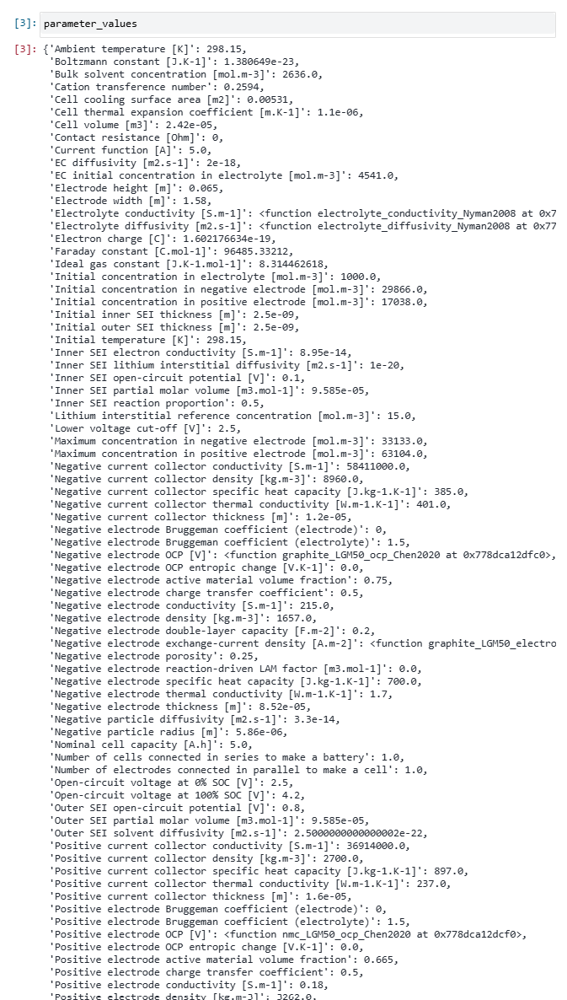 [3]: parameter_values
[3]: {'Ambient temperature [K]': 298.15,
'Boltzmann constant [J.K-1]': 1.380649e-23,
'Bulk solvent concentration [mol.m-3]': 2636.0,
'Cation transference number': 0.2594,
'Cell cooling surface area [m2]': 0.00531,
'Cell thermal expansion coefficient [m.K-1]': 1.1e-06,
'Cell volume [m3]': 2.42e-05,
'Contact resistance [Ohm]': 0,
'Current function [A]': 5.0,
'EC diffusivity [m2.s-1]': 2e-18,
'EC initial concentration in electrolyte [mol.m-3]': 4541.0,
'Electrode height [m]': 0.065,
'Electrode width [m]': 1.58,
'Electrolyte conductivity [S.m-1]': <function electrolyte_conductivity_Nyman2008 at 0x7
'Electrolyte diffusivity [m2.s-1]': <function electrolyte_diffusivity_Nyman2008 at 0x77
'Electron charge [C]': 1.602176634e-19,
'Faraday constant [C.mol-1]': 96485.33212,
'Ideal gas constant [J.K-1.mol-1]': 8.314462618,
'Initial concentration in electrolyte [mol.m-3]': 1000.0,
'Initial concentration in negative electrode [mol.m-3]': 29866.0,
'Initial concentration in positive electrode [mol.m-3]': 17038.0,
'Initial inner SEI thickness [m]': 2.5e-09,
'Initial outer SEI thickness [m]': 2.5e-09,
'Initial temperature [K]': 298.15,
'Inner SEI electron conductivity [S.m-1]': 8.95e-14,
'Inner SEI lithium interstitial diffusivity [m2.s-1]': 1e-20,
'Inner SEI open-circuit potential [V]': 0.1,
'Inner SEI partial molar volume [m3.mol-1]': 9.585e-05,
'Inner SEI reaction proportion': 0.5,
'Lithium interstitial reference concentration [mol.m-3]': 15.0,
'Lower voltage cut-off [V]': 2.5,
'Maximum concentration in negative electrode [mol.m-3]': 33133.0,
'Maximum concentration in positive electrode [mol.m-3]': 63104.0,
'Negative current collector conductivity [S.m-1]': 58411000.0,
'Negative current collector density [kg.m-3]': 8960.0,
'Negative current collector specific heat capacity [J.kg-1.K-1]': 385.0,
'Negative current collector thermal conductivity [W.m-1.K-1]': 401.0,
'Negative current collector thickness [m]': 1.2e-05,
'Negative electrode Bruggeman coefficient (electrode)': 0,
'Negative electrode Bruggeman coefficient (electrolyte)': 1.5,
'Negative electrode OCP [V]': <function graphite_LGM50_ocp_Chen2020 at 0x778dca12dfc0>,
'Negative electrode OCP entropic change [V.K-1]': 0.0,
'Negative electrode active material volume fraction': 0.75,
'Negative electrode charge transfer coefficient': 0.5,
'Negative electrode conductivity [S.m-1]': 215.0,
'Negative electrode density [kg.m-3]': 1657.0,
'Negative electrode double-layer capacity [F.m-2]': 0.2,
'Negative electrode exchange-current density [A.m-2]': <function graphite_LGM50_electro
'Negative electrode porosity': 0.25,
'Negative electrode reaction-driven LAM factor [m3.mol-1]': 0.0,
'Negative electrode specific heat capacity [J.kg-1.K-1]': 700.0,
'Negative electrode thermal conductivity [W.m-1.K-1]': 1.7,
'Negative electrode thickness [m]': 8.52e-05,
'Negative particle diffusivity [m2.s-1]': 3.3e-14,
'Negative particle radius [m]': 5.86e-06,
'Nominal cell capacity [A.h]': 5.0,
'Number of cells connected in series to make a battery': 1.0,
'Number of electrodes connected in parallel to make a cell': 1.0,
'Open-circuit voltage at 0% SOC [V]': 2.5,
'Open-circuit voltage at 100% SOC [V]': 4.2,
'Outer SEI open-circuit potential [V]': 0.8,
'Outer SEI partial molar volume [m3.mol-1]': 9.585e-05,
'Outer SEI solvent diffusivity [m2.s-1]': 2.5000000000000002e-22,
'Positive current collector conductivity [S.m-1]': 36914000.0,
'Positive current collector density [kg.m-3]': 2700.0,
'Positive current collector specific heat capacity [J.kg-1.K-1]': 897.0,
'Positive current collector thermal conductivity [W.m-1.K-1]': 237.0,
'Positive current collector thickness [m]': 1.6e-05,
'Positive electrode Bruggeman coefficient (electrode)': 0,
'Positive electrode Bruggeman coefficient (electrolyte)': 1.5,
'Positive electrode OCP [V]': <function nmc_LGM50_ocp_Chen2020 at 0x778dca12dcf0>,
'Positive electrode OCP entropic change [V.K-1]': 0.0,
'Positive electrode active material volume fraction': 0.665,
'Positive electrode charge transfer coefficient': 0.5,
'Positive electrode conductivity [S.m-1]': 0.18,
'Positive electrode density [kg.m-3]': 3262.0,